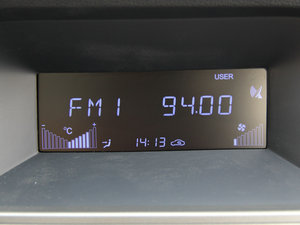 USER
FM1 94.00
- + °C
14:13